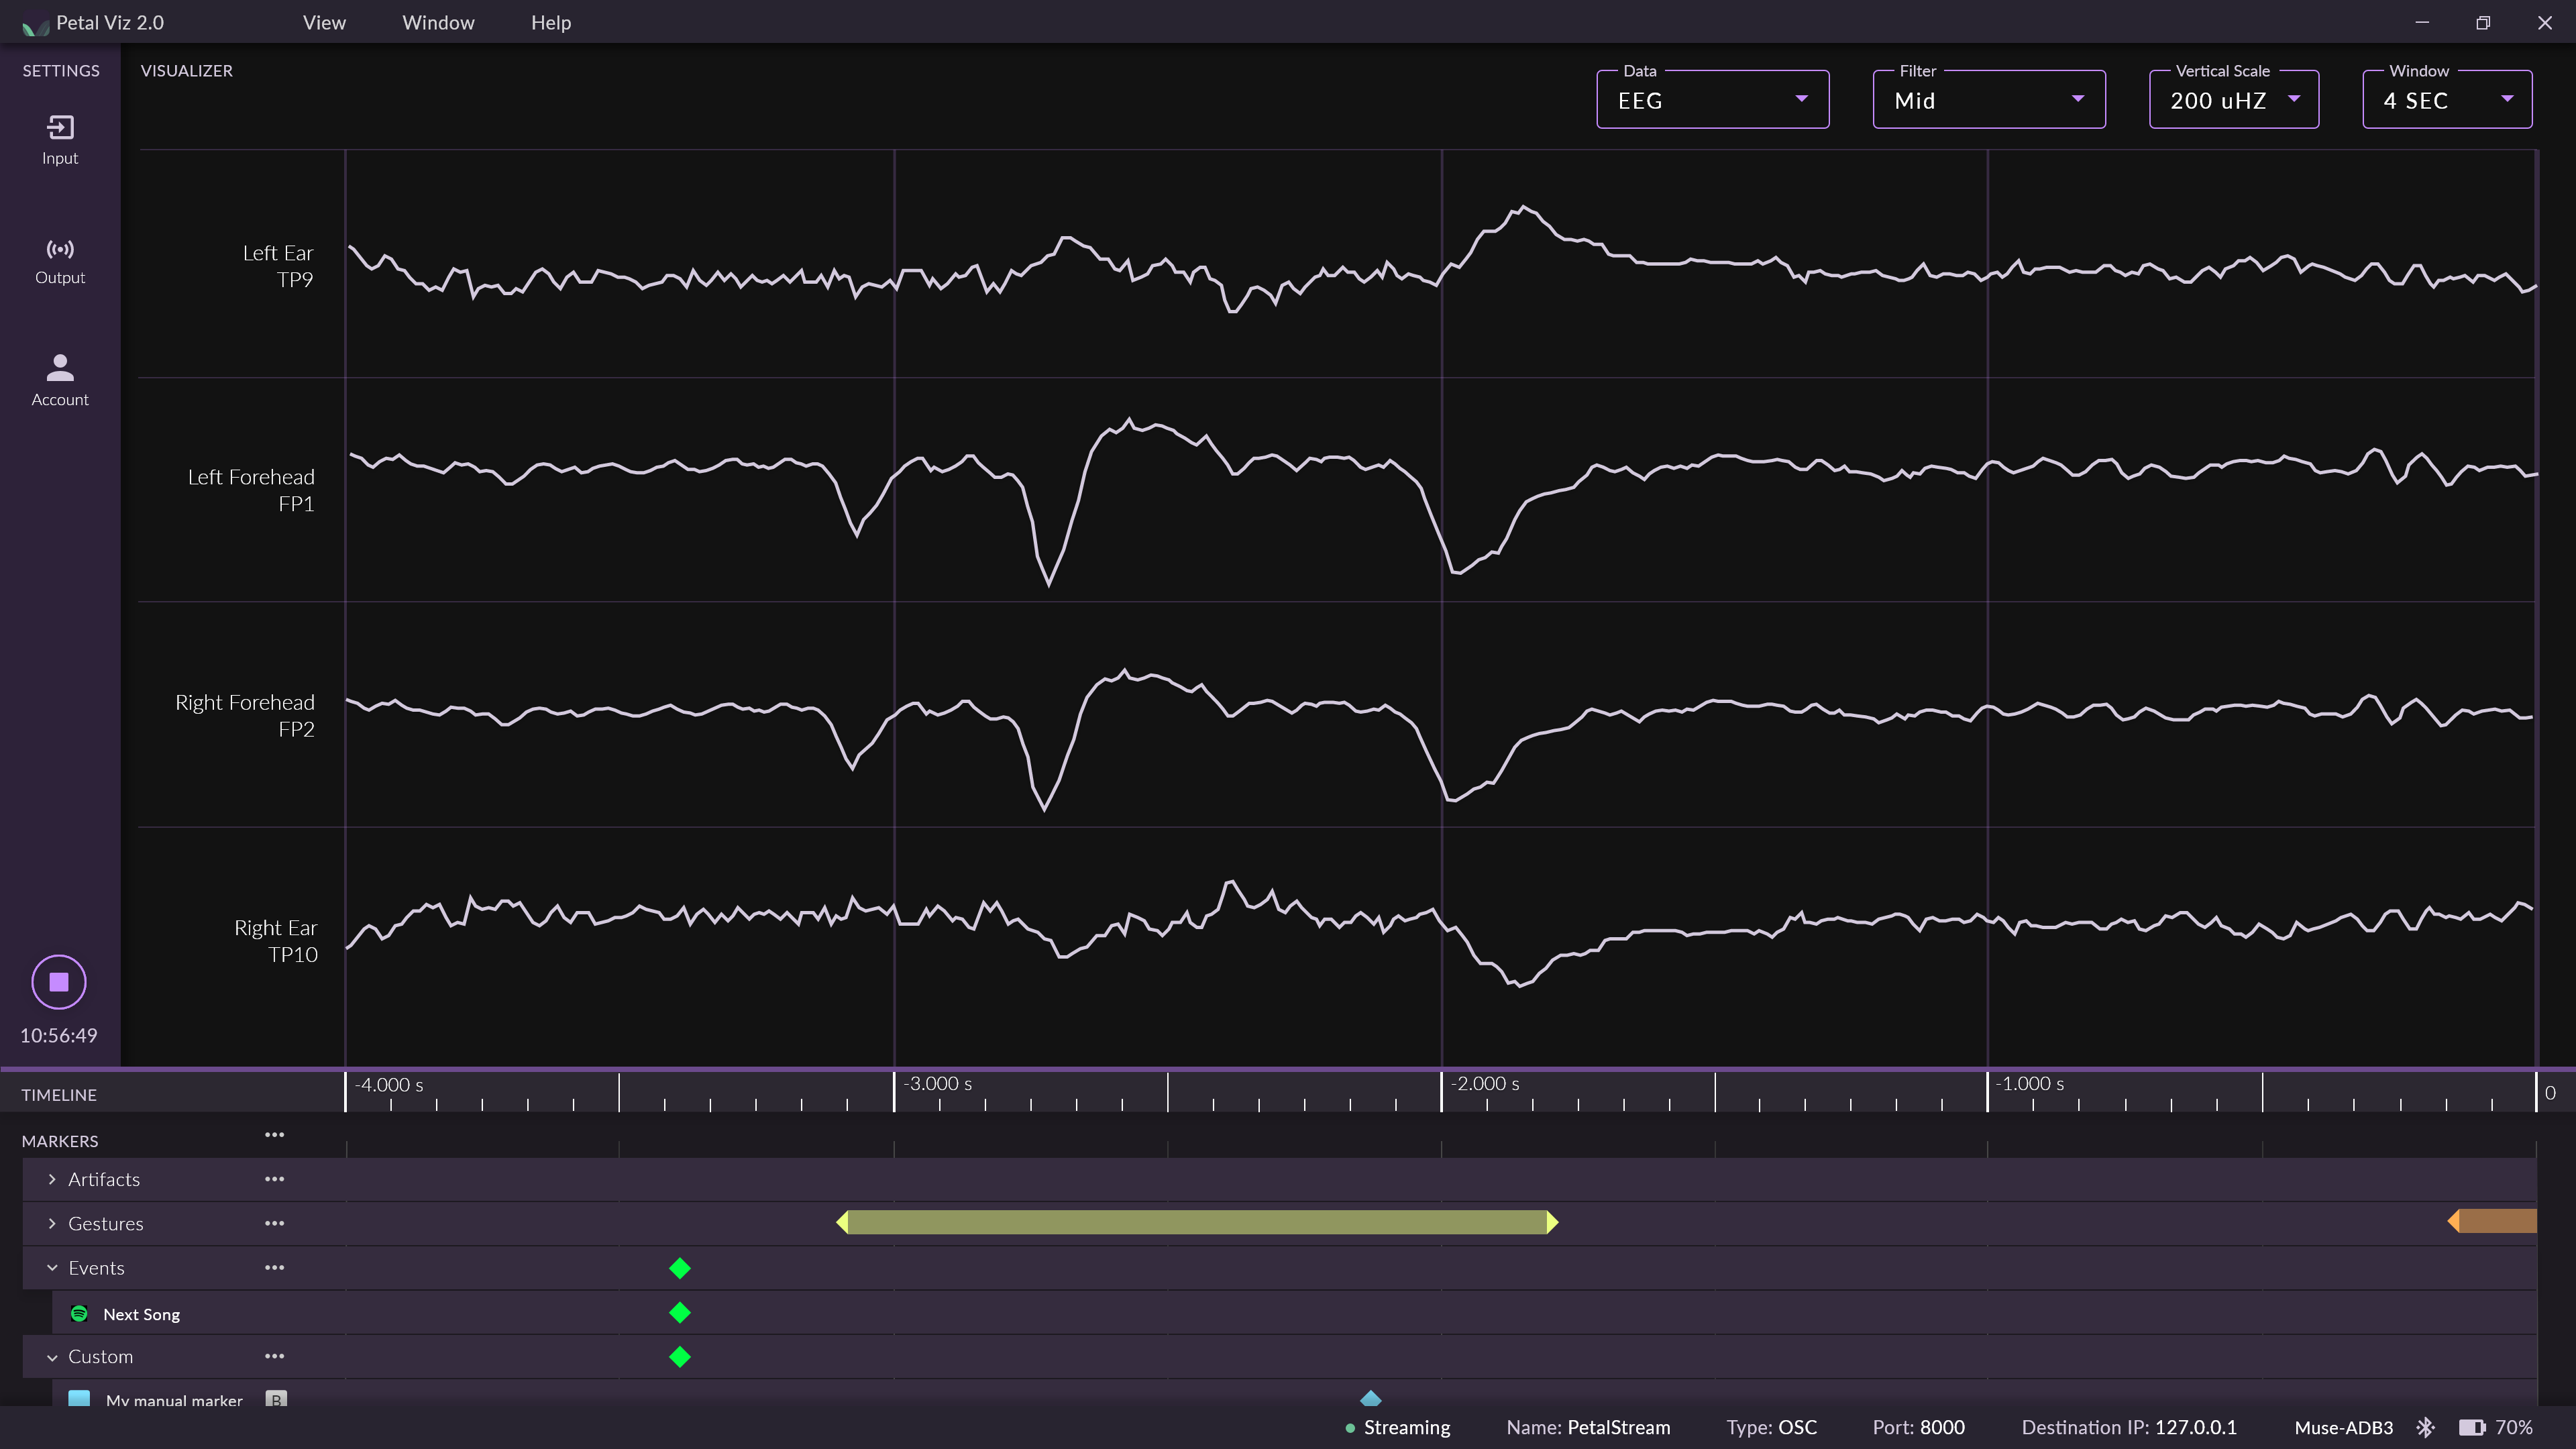 Petal Viz 2.0
View
Window
Help
SETTINGS
Input
Output
Account
10:56:49
VISUALIZER
Data
EEG
Filter
Mid
Vertical Scale
200 uHZ
Window
4 SEC
Left Ear
TP9
Left Forehead
FP1
Right Forehead
FP2
Right Ear
TP10
TIMELINE
-4.000 s
-3.000 s
-2.000 s
-1.000 s
0
MARKERS
Artifacts
Gestures
Events
Next Song
Custom
My manual marker
B
Streaming
Name: PetalStream
Type: OSC
Port: 8000
Destination IP: 127.0.0.1
Muse-ADB3
70%